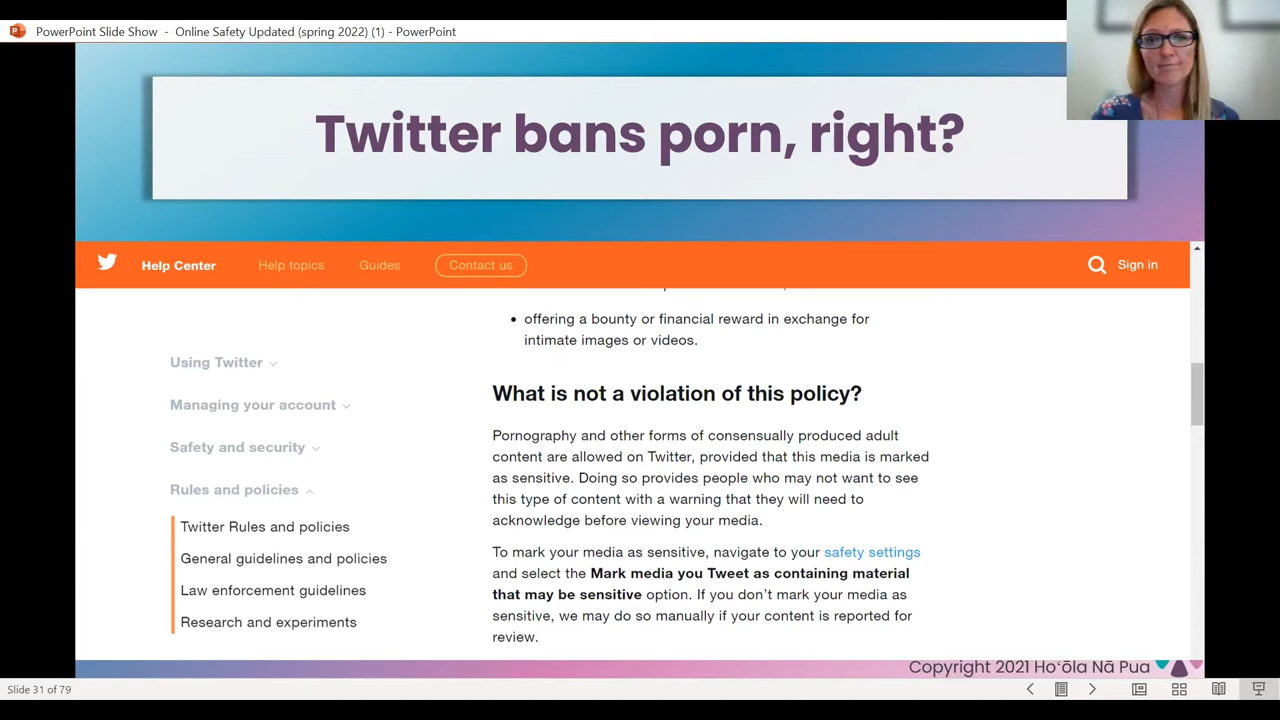 PowerPoint Slide Show - Online Safety Updated (spring 2022) (1) - PowerPoint
Twitter bans porn, right?
Help Center Help topics Guides Contact us Sign in
offering a bounty or financial reward in exchange for
intimate images or videos.
Using Twitter
Managing your account
Safety and security
Rules and policies
Twitter Rules and policies
General guidelines and policies
Law enforcement guidelines
Research and experiments
What is not a violation of this policy?
Pornography and other forms of consensually produced adult
content are allowed on Twitter, provided that this media is marked
as sensitive. Doing so provides people who may not want to see
this type of content with a warning that they will need to
acknowledge before viewing your media.
To mark your media as sensitive, navigate to your safety settings
and select the Mark media you Tweet as containing material
that may be sensitive option. If you don’t mark your media as
sensitive, we may do so manually if your content is reported for
review.
Copyright 2021 Hoʻōla Nā Pua
Slide 31 of 79